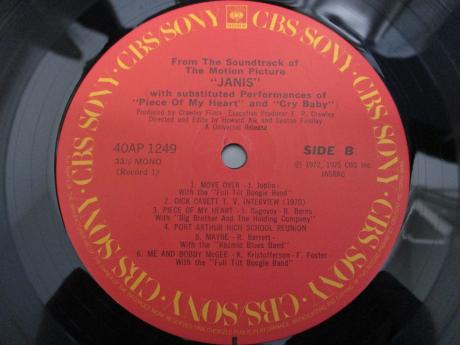 CBS/SONY · CBS/SONY · CBS/SONY · CBS/SONY · CBS/SONY · CBS/SONY
CBS
From The Soundtrack of
The Motion Picture
"JANIS"
(with substituted Performances of
"Piece Of My Heart" and "Cry Baby")
Produced by Crawley Films · Executive Producer F. R. Crawley
Directed and Edited by Howard Alk and Seaton Findlay
A Universal Release
40AP 1249
33⅓ MONO
(Record 1)
SIDE B
Ⓟ 1972, 1975 CBS Inc.
JASRAC
1. MOVE OVER -J. Joplin-
With the "Full Tilt Boogie Band"
2. DICK CAVETT T. V. INTERVIEW (1970)
3. PIECE OF MY HEART -J. Ragovoy - R. Berns
With "Big Brother And The Holding Company"
4. PORT ARTHUR HIGH SCHOOL REUNION
5. MAYBE -R. Barrett-
With the "Kozmic Blues Band"
6. ME AND BOBBY McGEE -K. Kristofferson - F. Foster-
With the "Full Tilt Boogie Band"